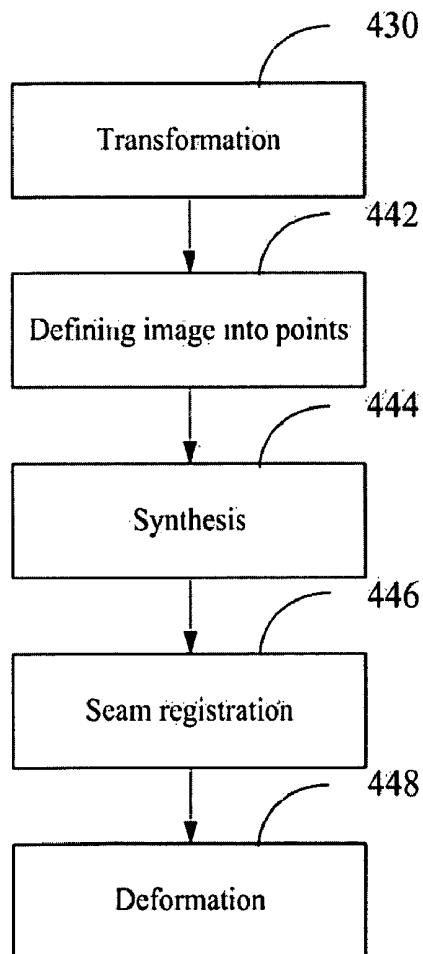 430
Transformation
442
Defining image into points
444
Synthesis
446
Seam registration
448
Deformation